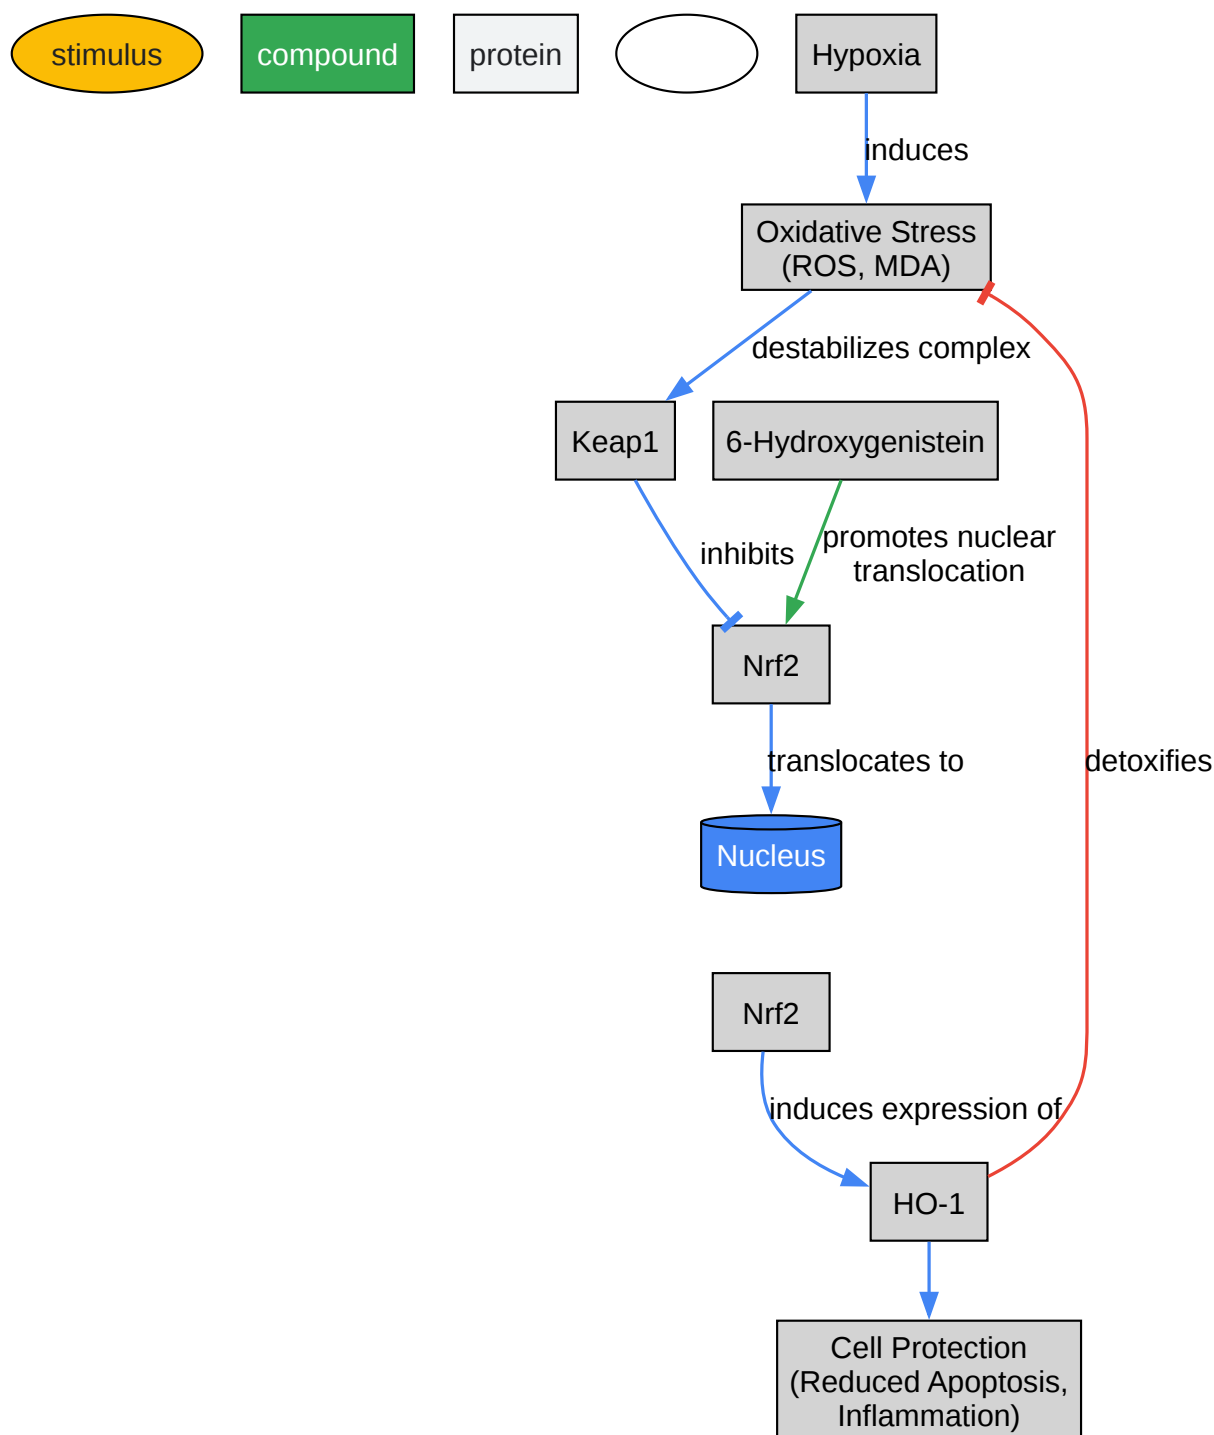 stimulus
compound
protein
Hypoxia
induces
Oxidative Stress
(ROS, MDA)
destabilizes complex
Keap1
6-Hydroxygenistein
inhibits
promotes nuclear
translocation
Nrf2
translocates to
detoxifies
Nucleus
Nrf2
induces expression of
HO-1
Cell Protection
(Reduced Apoptosis,
Inflammation)